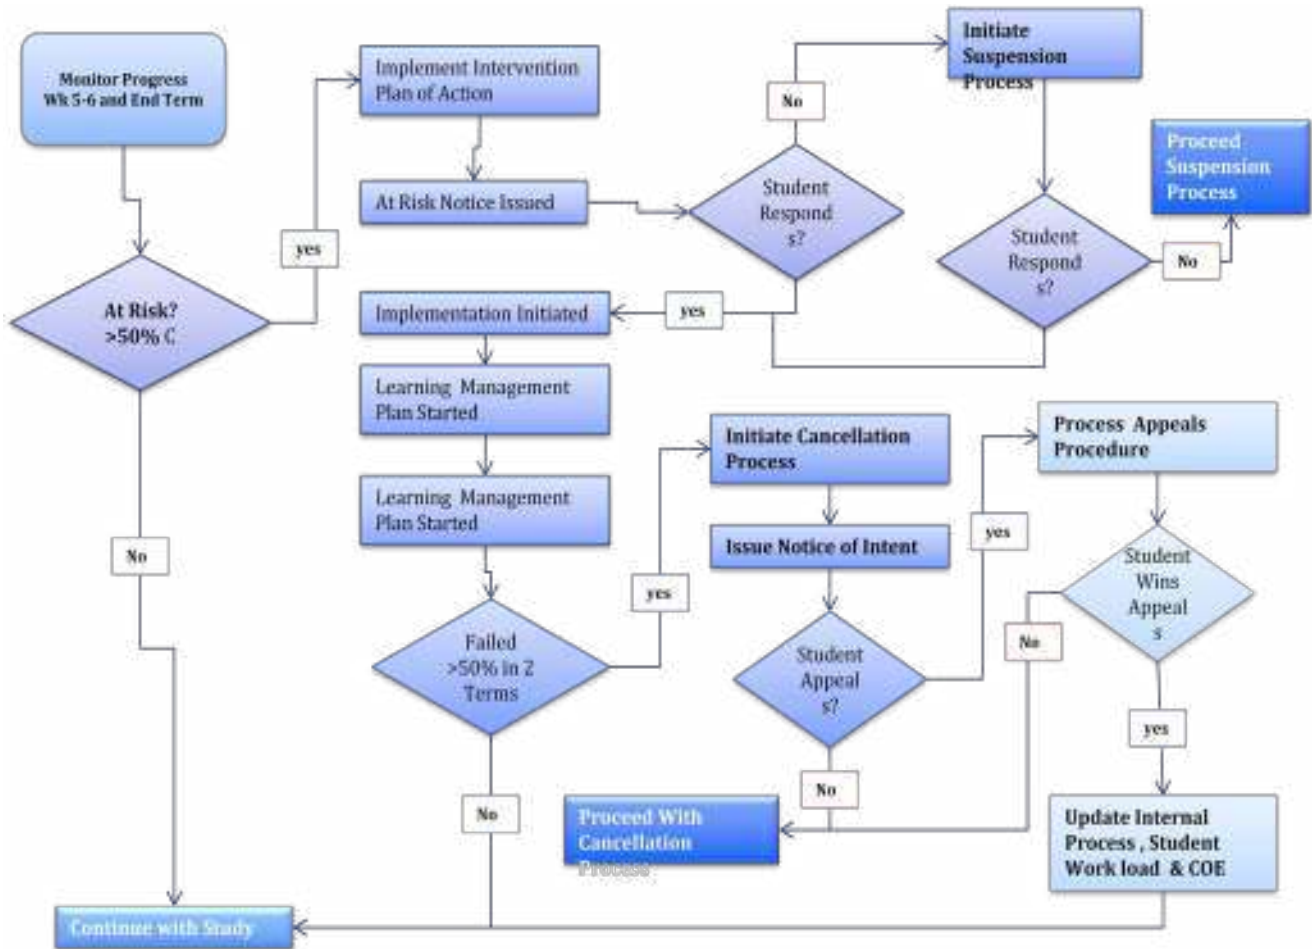 Monitor Progress
Wk 5-6 and End Term
At Risk?
>50% C
yes
No
Implement Intervention
Plan of Action
At Risk Notice Issued
Student
Respond
s?
No
Initiate
Suspension
Process
Student
Respond
s?
No
Proceed
Suspension
Process
yes
Implementation Initiated
Learning Management
Plan Started
Learning Management
Plan Started
Failed
>50% in 2
Terms
yes
No
Initiate Cancellation
Process
Issue Notice of Intent
Student
Appeal
s?
yes
No
Process Appeals
Procedure
Student
Wins
Appeal
s
No
yes
Proceed With
Cancellation
Process
Update Internal
Process , Student
Work load & COE
Continue with Study